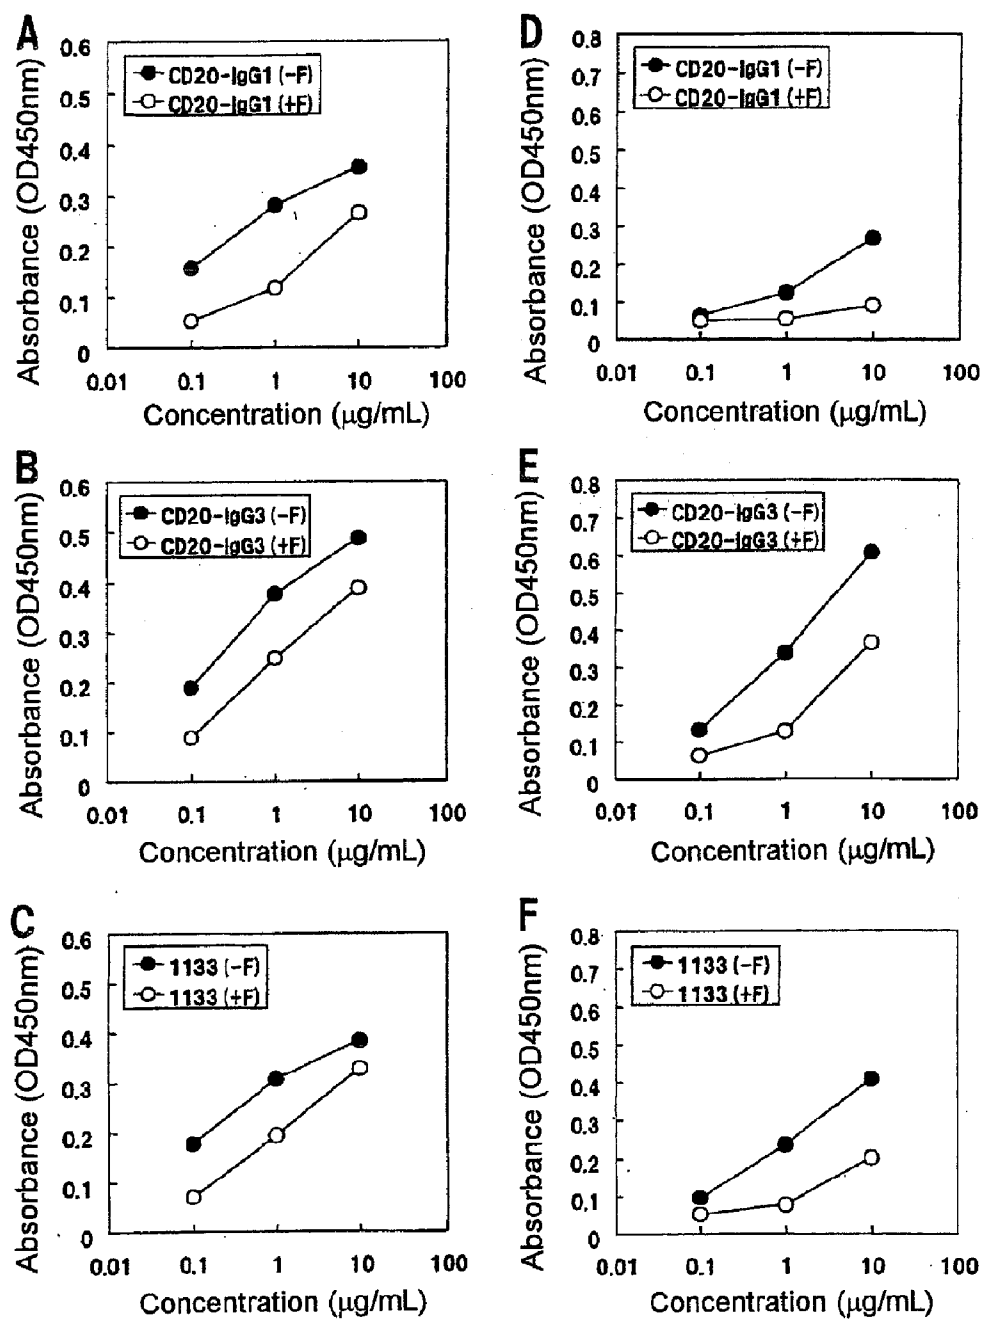 A
0.6
0.5
0.4
0.3
0.2
0.1
0
CD20-IgG1 (-F)
CD20-IgG1 (+F)
Absorbance (OD450nm)
0.01 0.1 1 10 100
Concentration (µg/mL)
D
0.8
0.7
0.6
0.5
0.4
0.3
0.2
0.1
0
CD20-IgG1 (-F)
CD20-IgG1 (+F)
Absorbance (OD450nm)
0.01 0.1 1 10 100
Concentration (µg/mL)
B
0.6
0.5
0.4
0.3
0.2
0.1
0
CD20-IgG3 (-F)
CD20-IgG3 (+F)
Absorbance (OD450nm)
0.01 0.1 1 10 100
Concentration (µg/mL)
E
0.8
0.7
0.6
0.5
0.4
0.3
0.2
0.1
0
CD20-IgG3 (-F)
CD20-IgG3 (+F)
Absorbance (OD450nm)
0.01 0.1 1 10 100
Concentration (µg/mL)
C
0.6
0.5
0.4
0.3
0.2
0.1
0
1133 (-F)
1133 (+F)
Absorbance (OD450nm)
0.01 0.1 1 10 100
Concentration (µg/mL)
F
0.8
0.7
0.6
0.5
0.4
0.3
0.2
0.1
0
1133 (-F)
1133 (+F)
Absorbance (OD450nm)
0.01 0.1 1 10 100
Concentration (µg/mL)